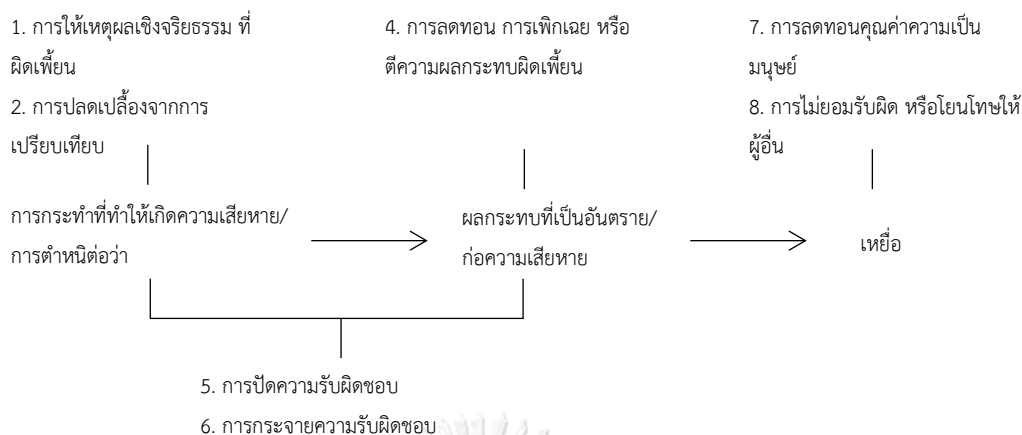 1. การให้เหตุผลเชิงจริยธรรม ที่
ผิดเพี้ยน
2. การปลดเปลื้องจากการ
เปรียบเทียบ
4. การลดทอน การเพิกเฉย หรือ
ตีความผลกระทบผิดเพี้ยน
7. การลดทอนคุณค่าความเป็น
มนุษย์
8. การไม่ยอมรับผิด หรือโยนโทษให้
ผู้อื่น
การกระทำที่ทำให้เกิดความเสียหาย/
การตำหนิต่อว่า
ผลกระทบที่เป็นอันตราย/
ก่อความเสียหาย
เหยื่อ
5. การปัดความรับผิดชอบ
6. การกระจายความรับผิดชอบ